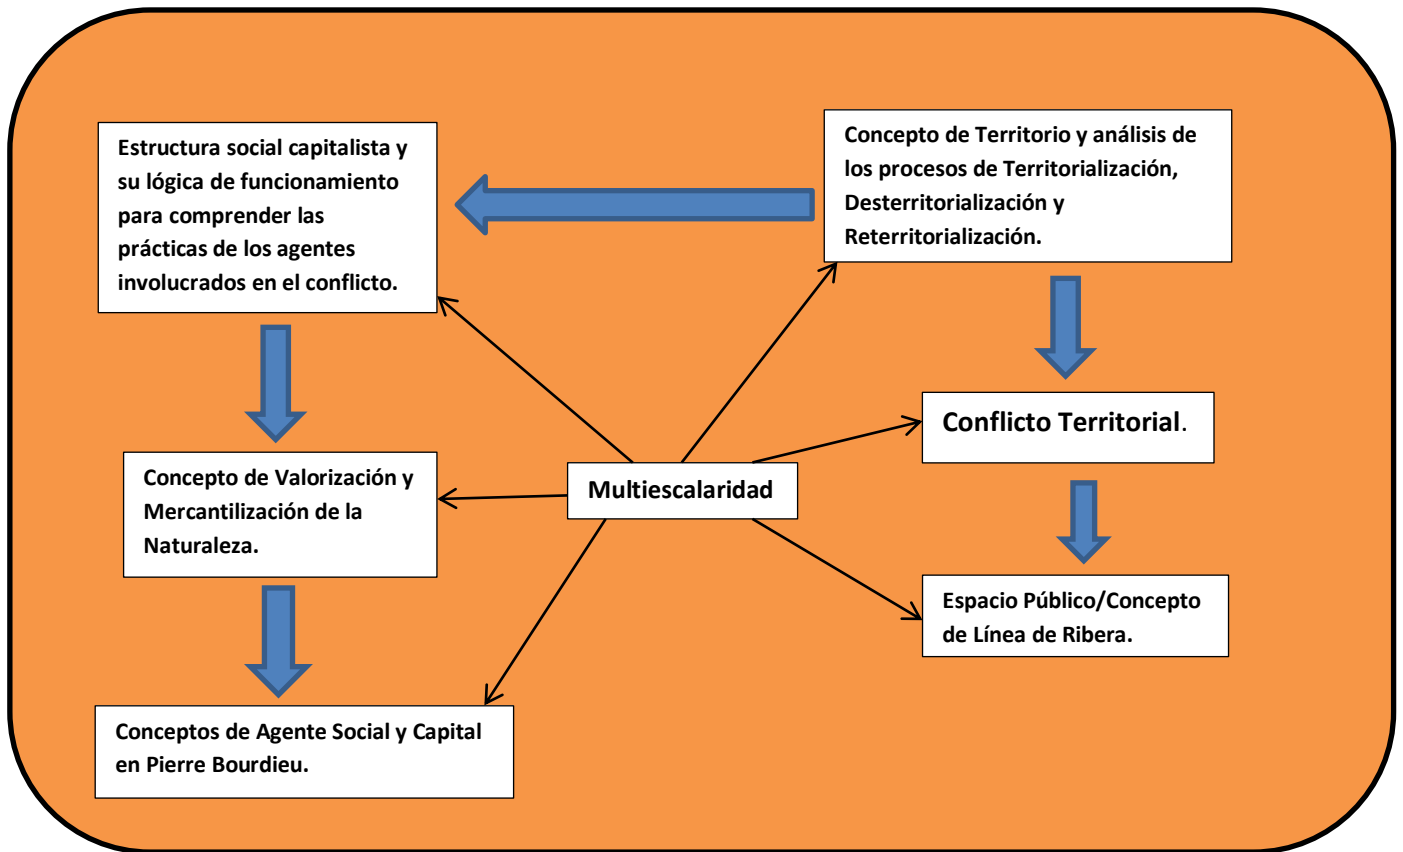 Estructura social capitalista y
su lógica de funcionamiento
para comprender las
prácticas de los agentes
involucrados en el conflicto.
Concepto de Territorio y análisis de
los procesos de Territorialización,
Desterritorialización y
Reterritorialización.
Conflicto Territorial.
Concepto de Valorización y
Mercantilización de la
Naturaleza.
Multiescalaridad
Espacio Público/Concepto
de Línea de Ribera.
Conceptos de Agente Social y Capital
en Pierre Bourdieu.